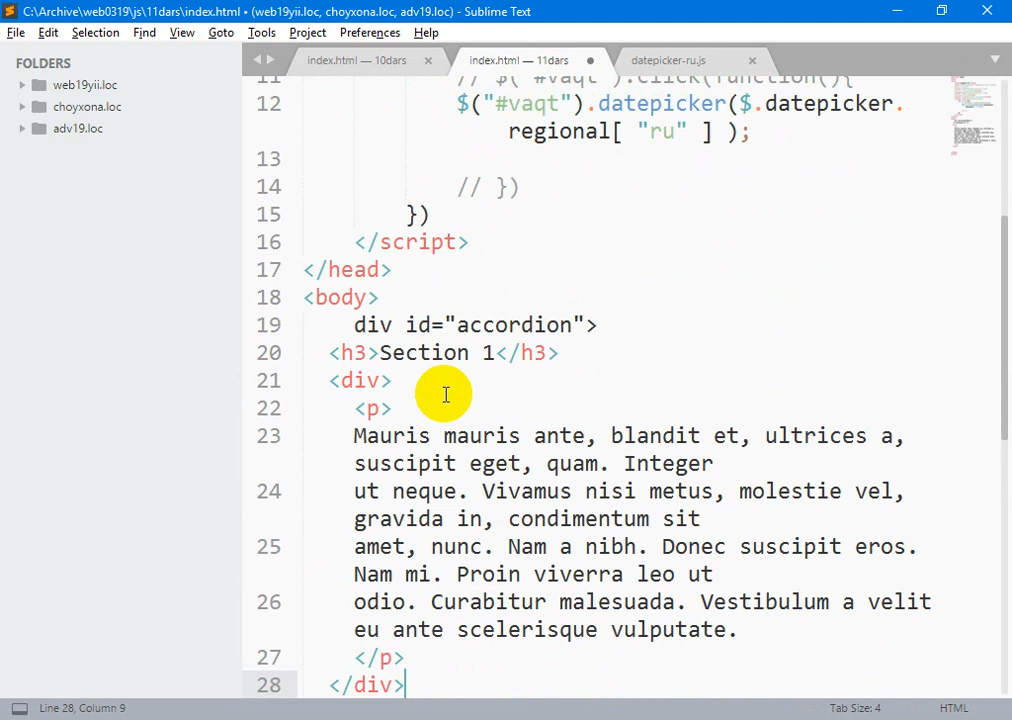 C:\Archive\web0319\js\11dars\index.html • (web19yii.loc, choyxona.loc, adv19.loc) - Sublime Text
File Edit Selection Find View Goto Tools Project Preferences Help
FOLDERS
web19yii.loc
choyxona.loc
adv19.loc
index.html — 10dars
index.html — 11dars
datepicker-ru.js
11 // $("#vaqt").click(function(){
12 $("#vaqt").datepicker($.datepicker.
regional[ "ru" ] );
13
14 // })
15 })
16 </script>
17 </head>
18 <body>
19 div id="accordion">
20 <h3>Section 1</h3>
21 <div>
22 <p>
23 Mauris mauris ante, blandit et, ultrices a,
suscipit eget, quam. Integer
24 ut neque. Vivamus nisi metus, molestie vel,
gravida in, condimentum sit
25 amet, nunc. Nam a nibh. Donec suscipit eros.
Nam mi. Proin viverra leo ut
26 odio. Curabitur malesuada. Vestibulum a velit
eu ante scelerisque vulputate.
27 </p>
28 </div>
Line 28, Column 9
Tab Size: 4
HTML